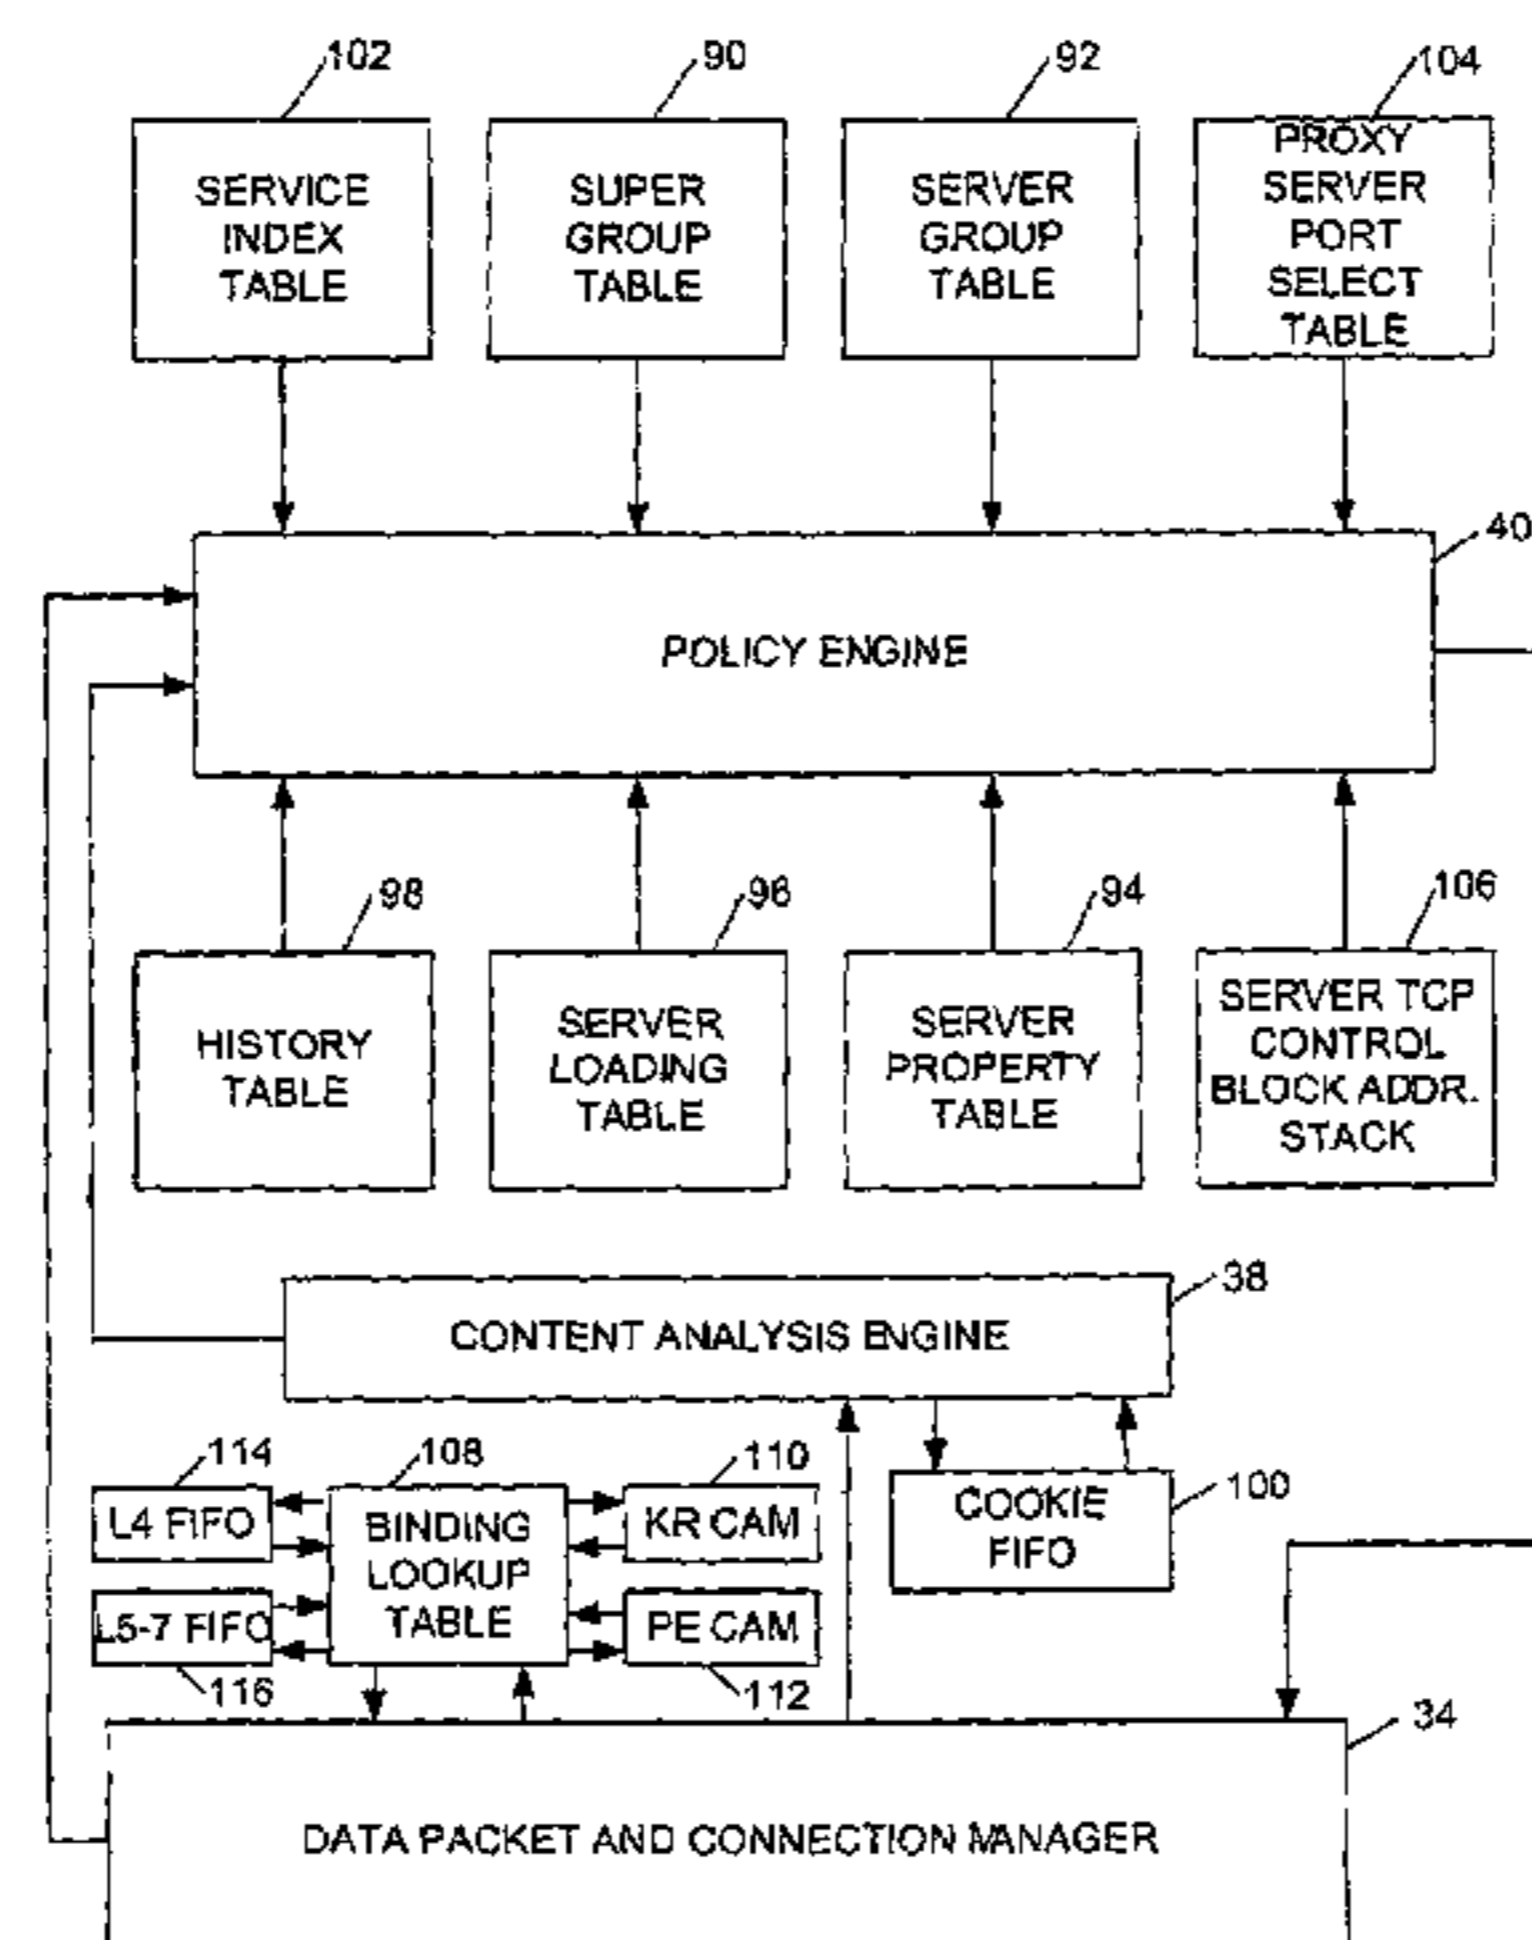 102
90
92
104
SERVICE
INDEX
TABLE
SUPER
GROUP
TABLE
SERVER
GROUP
TABLE
PROXY
SERVER
PORT
SELECT
TABLE
40
POLICY ENGINE
98
96
94
106
HISTORY
TABLE
SERVER
LOADING
TABLE
SERVER
PROPERTY
TABLE
SERVER TCP
CONTROL
BLOCK ADDR.
STACK
38
CONTENT ANALYSIS ENGINE
114
108
110
100
L4 FIFO
BINDING
LOOKUP
TABLE
KR CAM
COOKIE
FIFO
L5-7 FIFO
PE CAM
116
112
34
DATA PACKET AND CONNECTION MANAGER